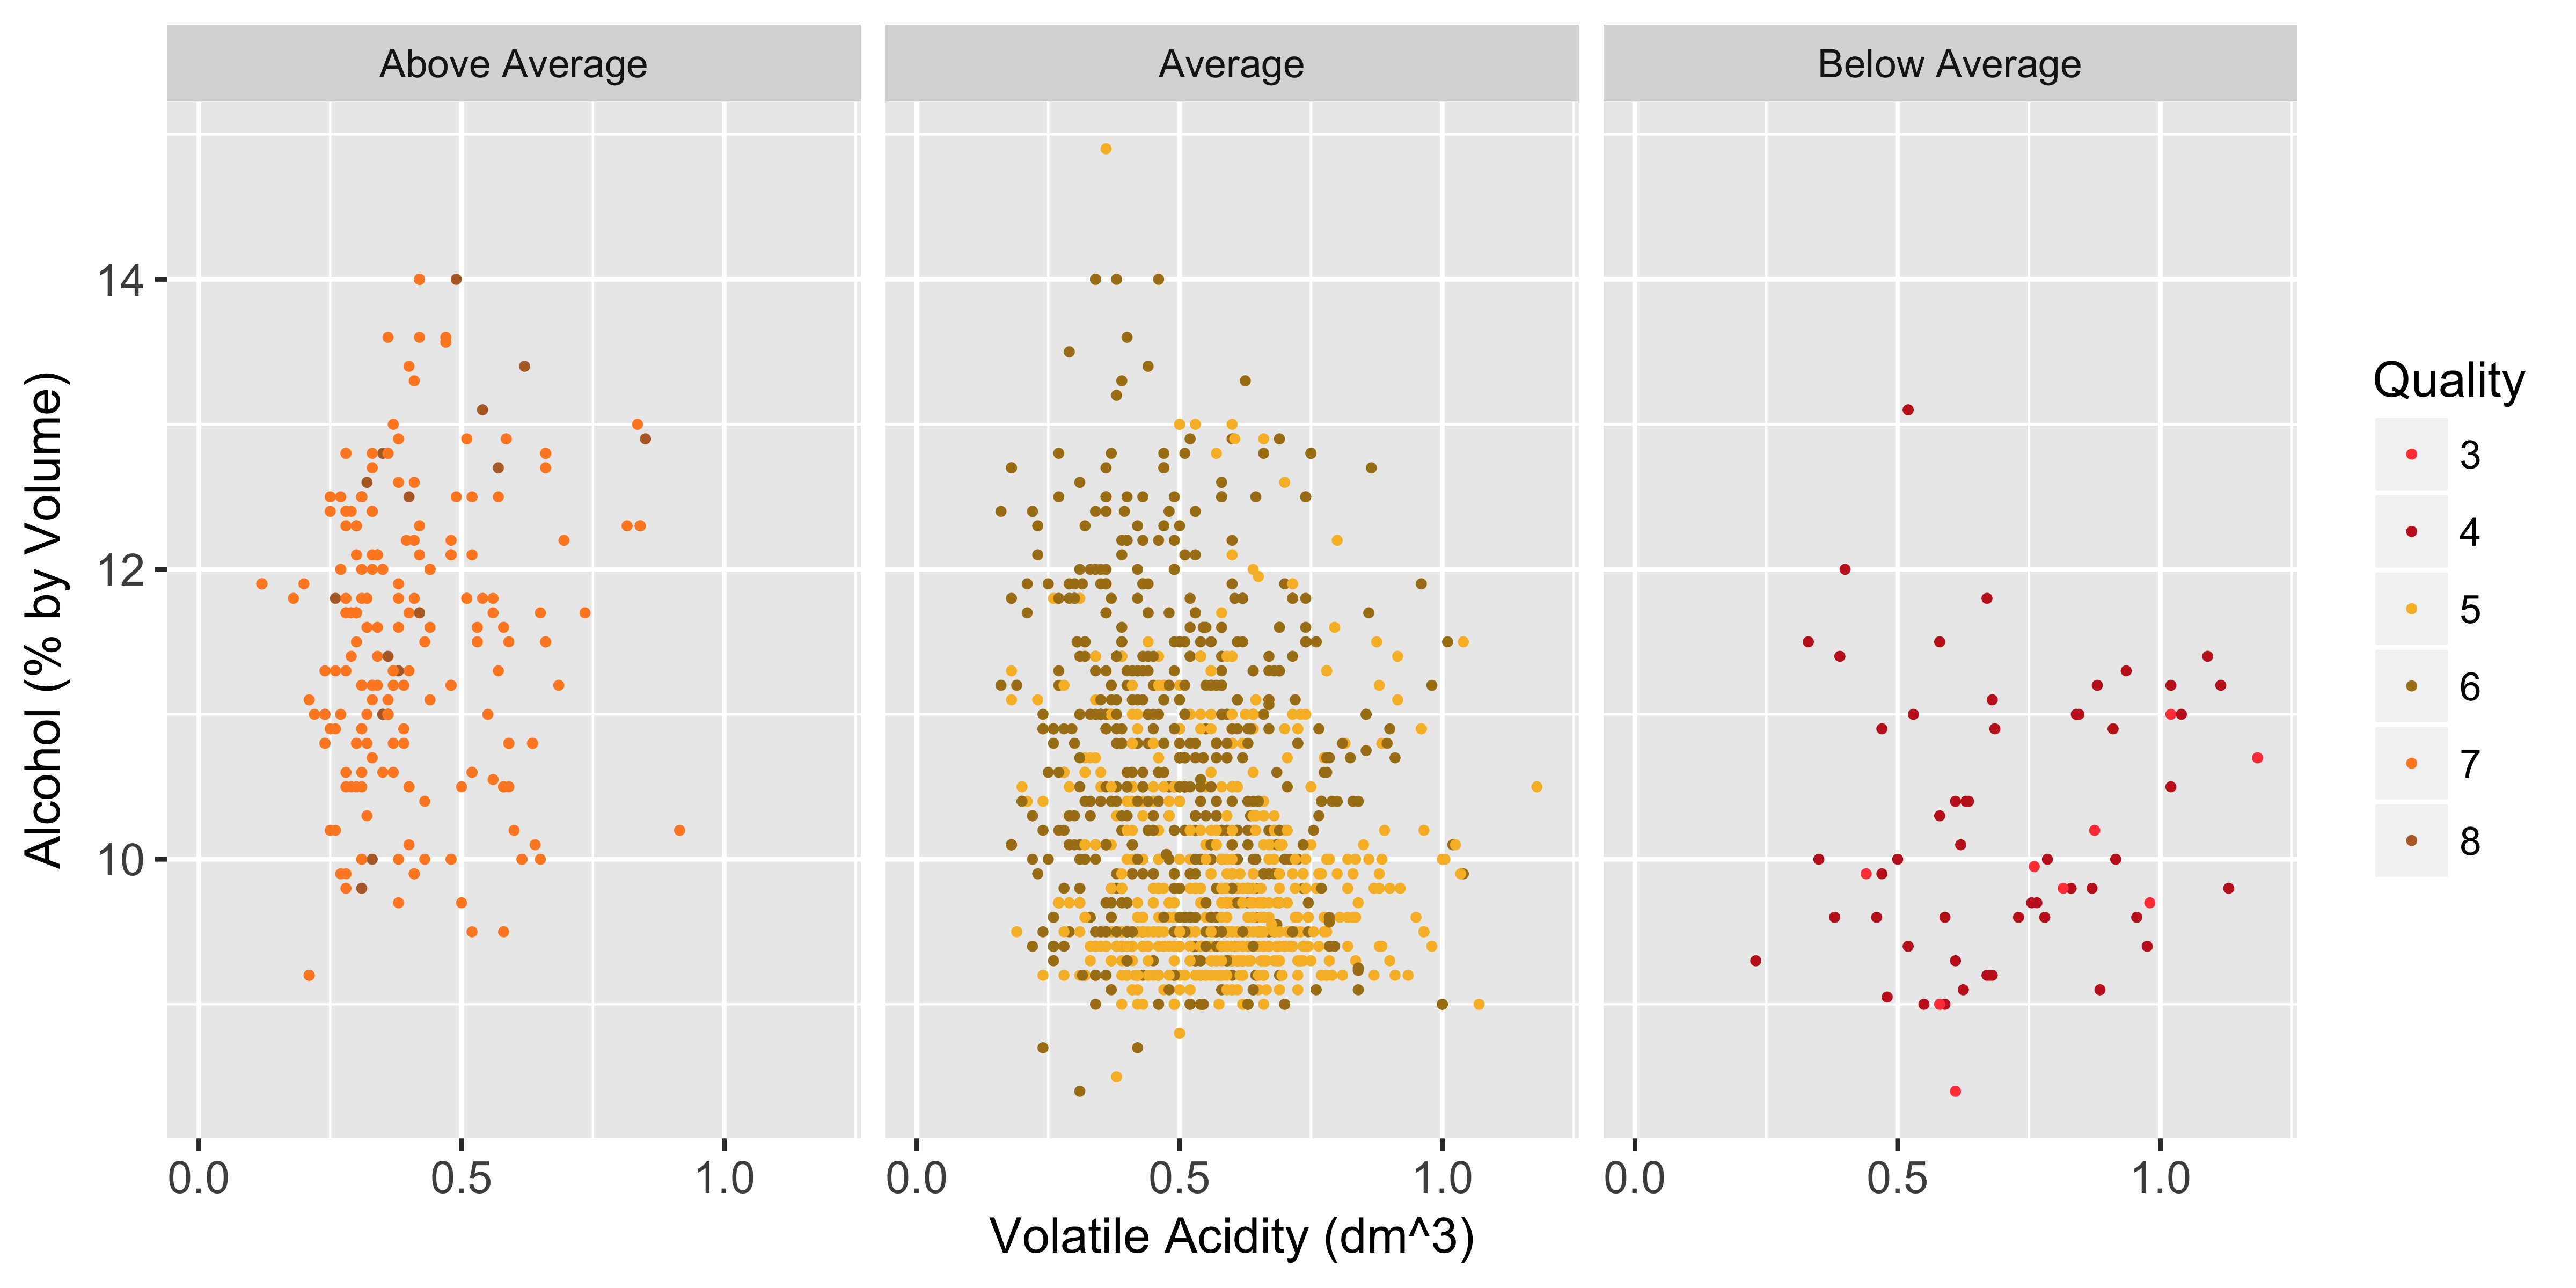 Above Average
Average
Below Average
14
12
10
Alcohol (% by Volume)
0.0 0.5 1.0
0.0 0.5 1.0
0.0 0.5 1.0
Volatile Acidity (dm^3)
Quality
3
4
5
6
7
8